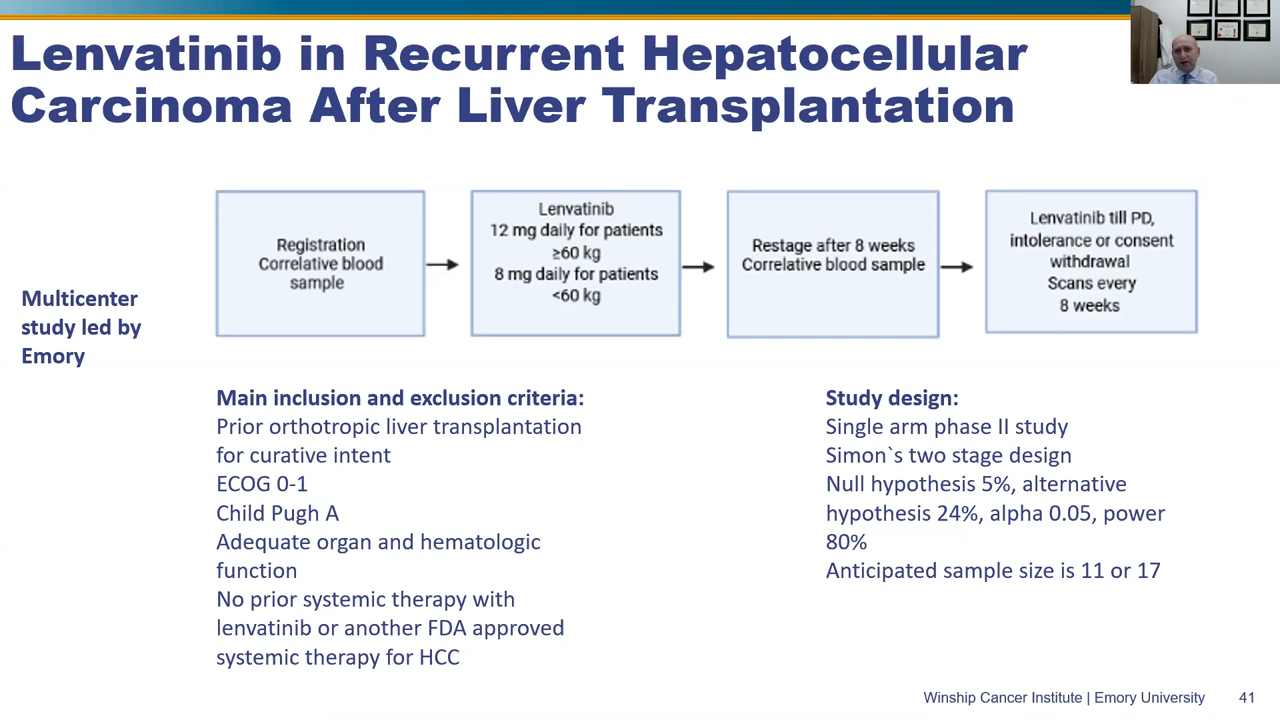 Lenvatinib in Recurrent Hepatocellular
Carcinoma After Liver Transplantation
Registration
Correlative blood
sample
Lenvatinib
12 mg daily for patients
≥60 kg
8 mg daily for patients
<60 kg
Restage after 8 weeks
Correlative blood sample
Lenvatinib till PD,
intolerance or consent
withdrawal
Scans every
8 weeks
Multicenter
study led by
Emory
Main inclusion and exclusion criteria:
Prior orthotropic liver transplantation
for curative intent
ECOG 0-1
Child Pugh A
Adequate organ and hematologic
function
No prior systemic therapy with
lenvatinib or another FDA approved
systemic therapy for HCC
Study design:
Single arm phase II study
Simon`s two stage design
Null hypothesis 5%, alternative
hypothesis 24%, alpha 0.05, power
80%
Anticipated sample size is 11 or 17
Winship Cancer Institute | Emory University
41